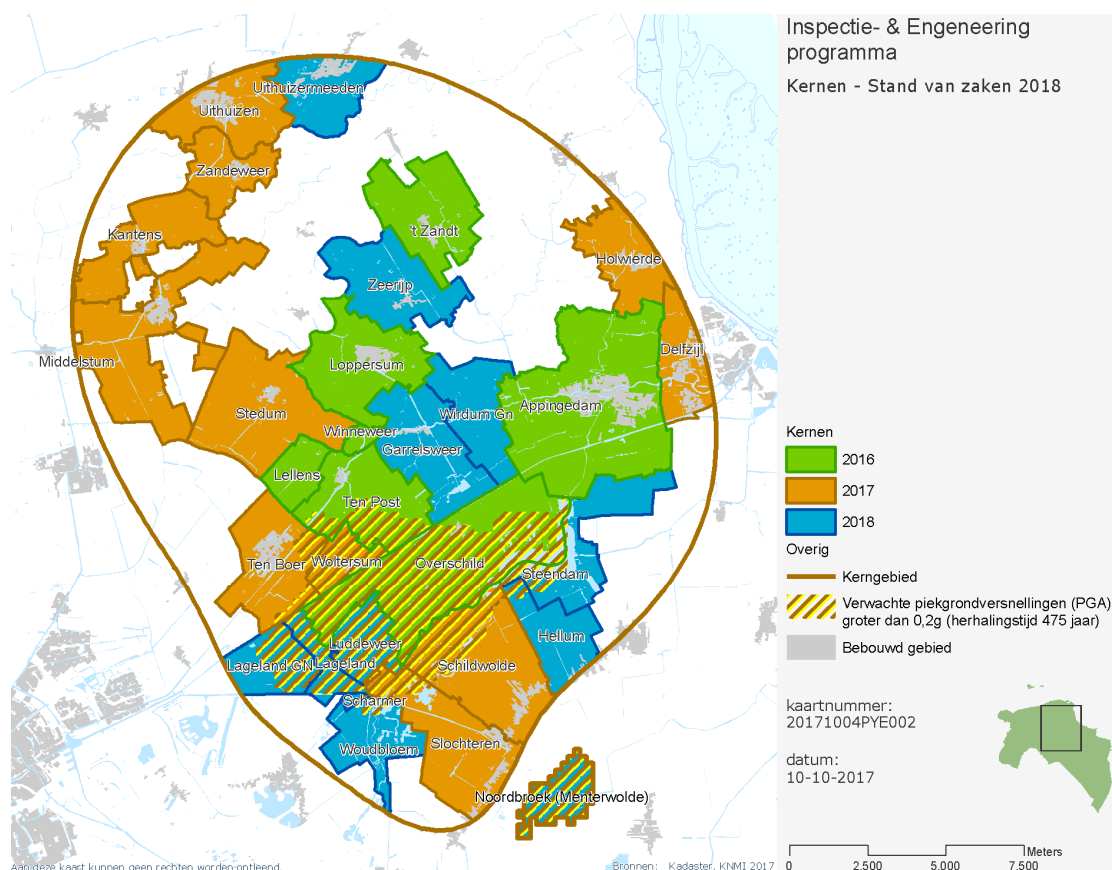 Inspectie- & Engeneering
programma
Kernen - Stand van zaken 2018
Uithuizermeeden
Uithuizen
Zandeweer
't Zandt
Kantens
Holwierde
Zeerijp
Delfzijl
Middelstum
Loppersum
Appingedam
Stedum
Wirdum Gn
Winneweer
Garrelsweer
Lellens
Ten Post
Ten Boer
Woltersum
Overschild
Steendam
Hellum
Luddeweer
Lageland GN
Lageland
Schildwolde
Scharmer
Slochteren
Woudbloem
Noordbroek (Menterwolde)
Kernen
2016
2017
2018
Overig
Kerngebied
Verwachte piekgrondversnellingen (PGA)
groter dan 0,2g (herhalingstijd 475 jaar)
Bebouwd gebied
kaartnummer:
20171004PYE002
datum:
10-10-2017
Meters
0 2.500 5.000 7.500
Aan deze kaart kunnen geen rechten worden ontleend.
Bronnen: Kadaster, KNMI 2017